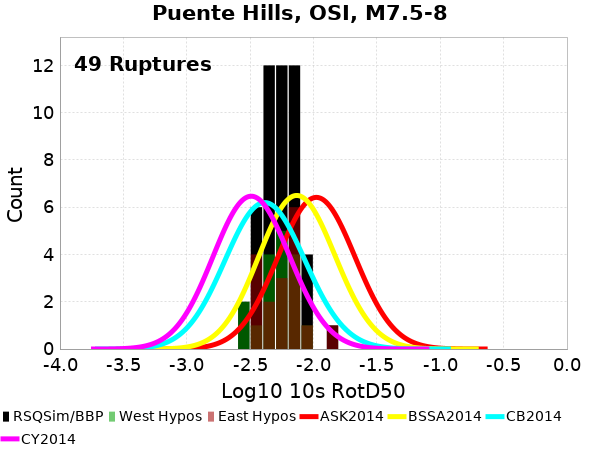 Puente Hills, OSI, M7.5-8
49 Ruptures
Count
12
10
8
6
4
2
0
-4.0 -3.5 -3.0 -2.5 -2.0 -1.5 -1.0 -0.5 0.0
Log10 10s RotD50
RSQSim/BBP West Hypos East Hypos ASK2014 BSSA2014 CB2014
CY2014